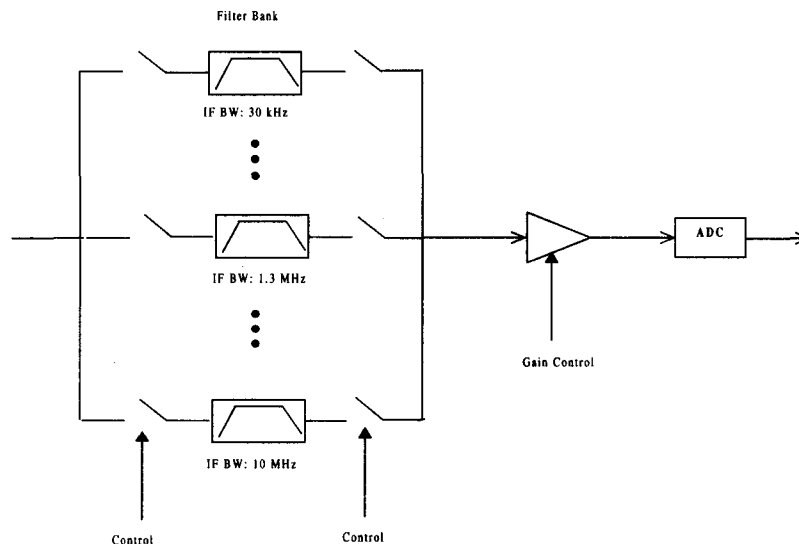 Filter Bank
IF BW: 30 kHz
ADC
IF BW: 1.3 MHz
Gain Control
IF BW: 10 MHz
Control
Control